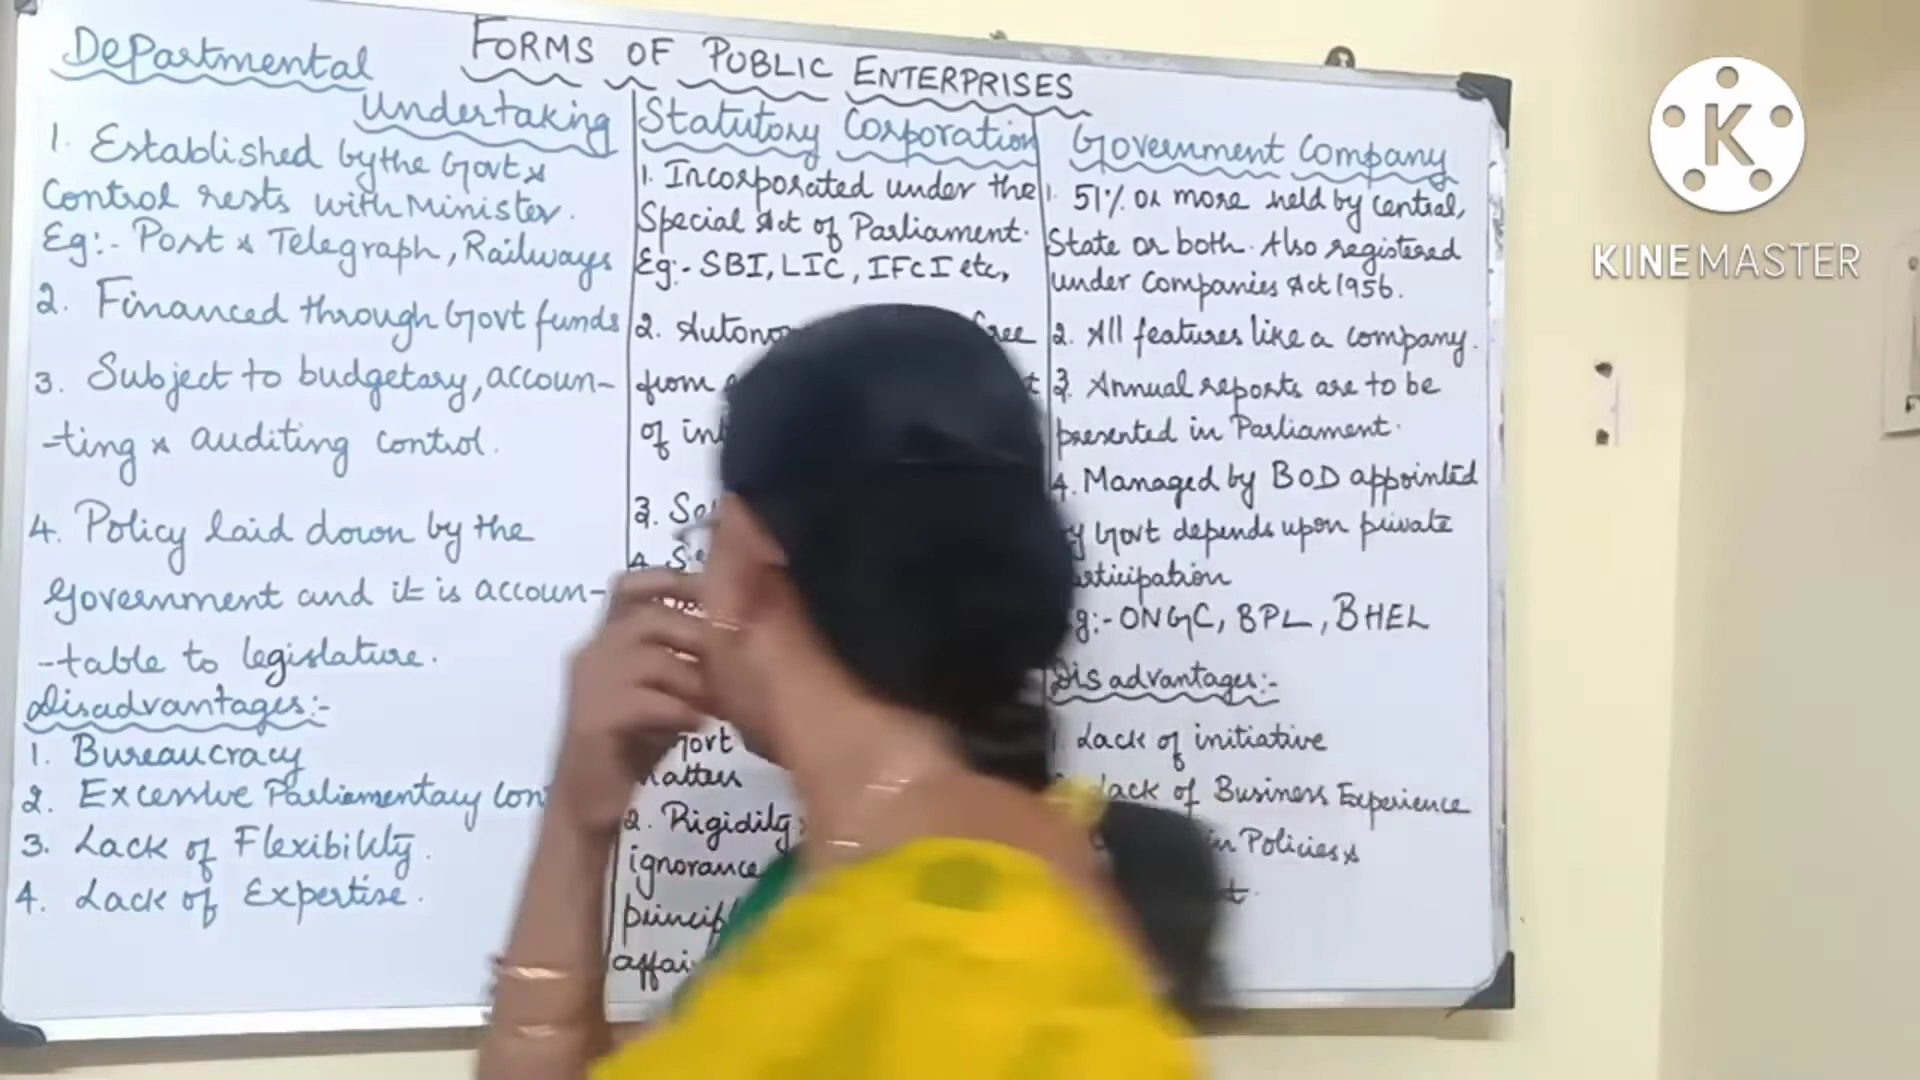 FORMS OF PUBLIC ENTERPRISES
Departmental
Undertaking
1. Established by the Govt &
Control rests with Minister.
Eg:- Post & Telegraph, Railways
2. Financed through Govt funds
3. Subject to budgetary, accoun-
-ting & auditing control.
4. Policy laid down by the
Government and it is accoun-
-table to legislature.
Disadvantages:-
1. Bureaucracy
2. Excessive Parliamentary
3. Lack of Flexibility.
4. Lack of Expertise.
Statutory Corporation
1. Incorporated under the
Special Act of Parliament.
Eg:- SBI, LIC, IFCI etc,
2.
from
of
3.
4.
Govt
matters
2. Rigidity
ignorance
Government Company
1. 51% or more held by central,
State or both. Also registered
under Companies Act 1956.
2. All features like a company.
3. Annual reports are to be
presented in Parliament.
4. Managed by BOD appointed
Govt depends upon private
participation
Eg:- ONGC, BPL, BHEL
Disadvantages:-
1. Lack of initiative
Lack of Business Experience
in Policies &
K
KINEMASTER